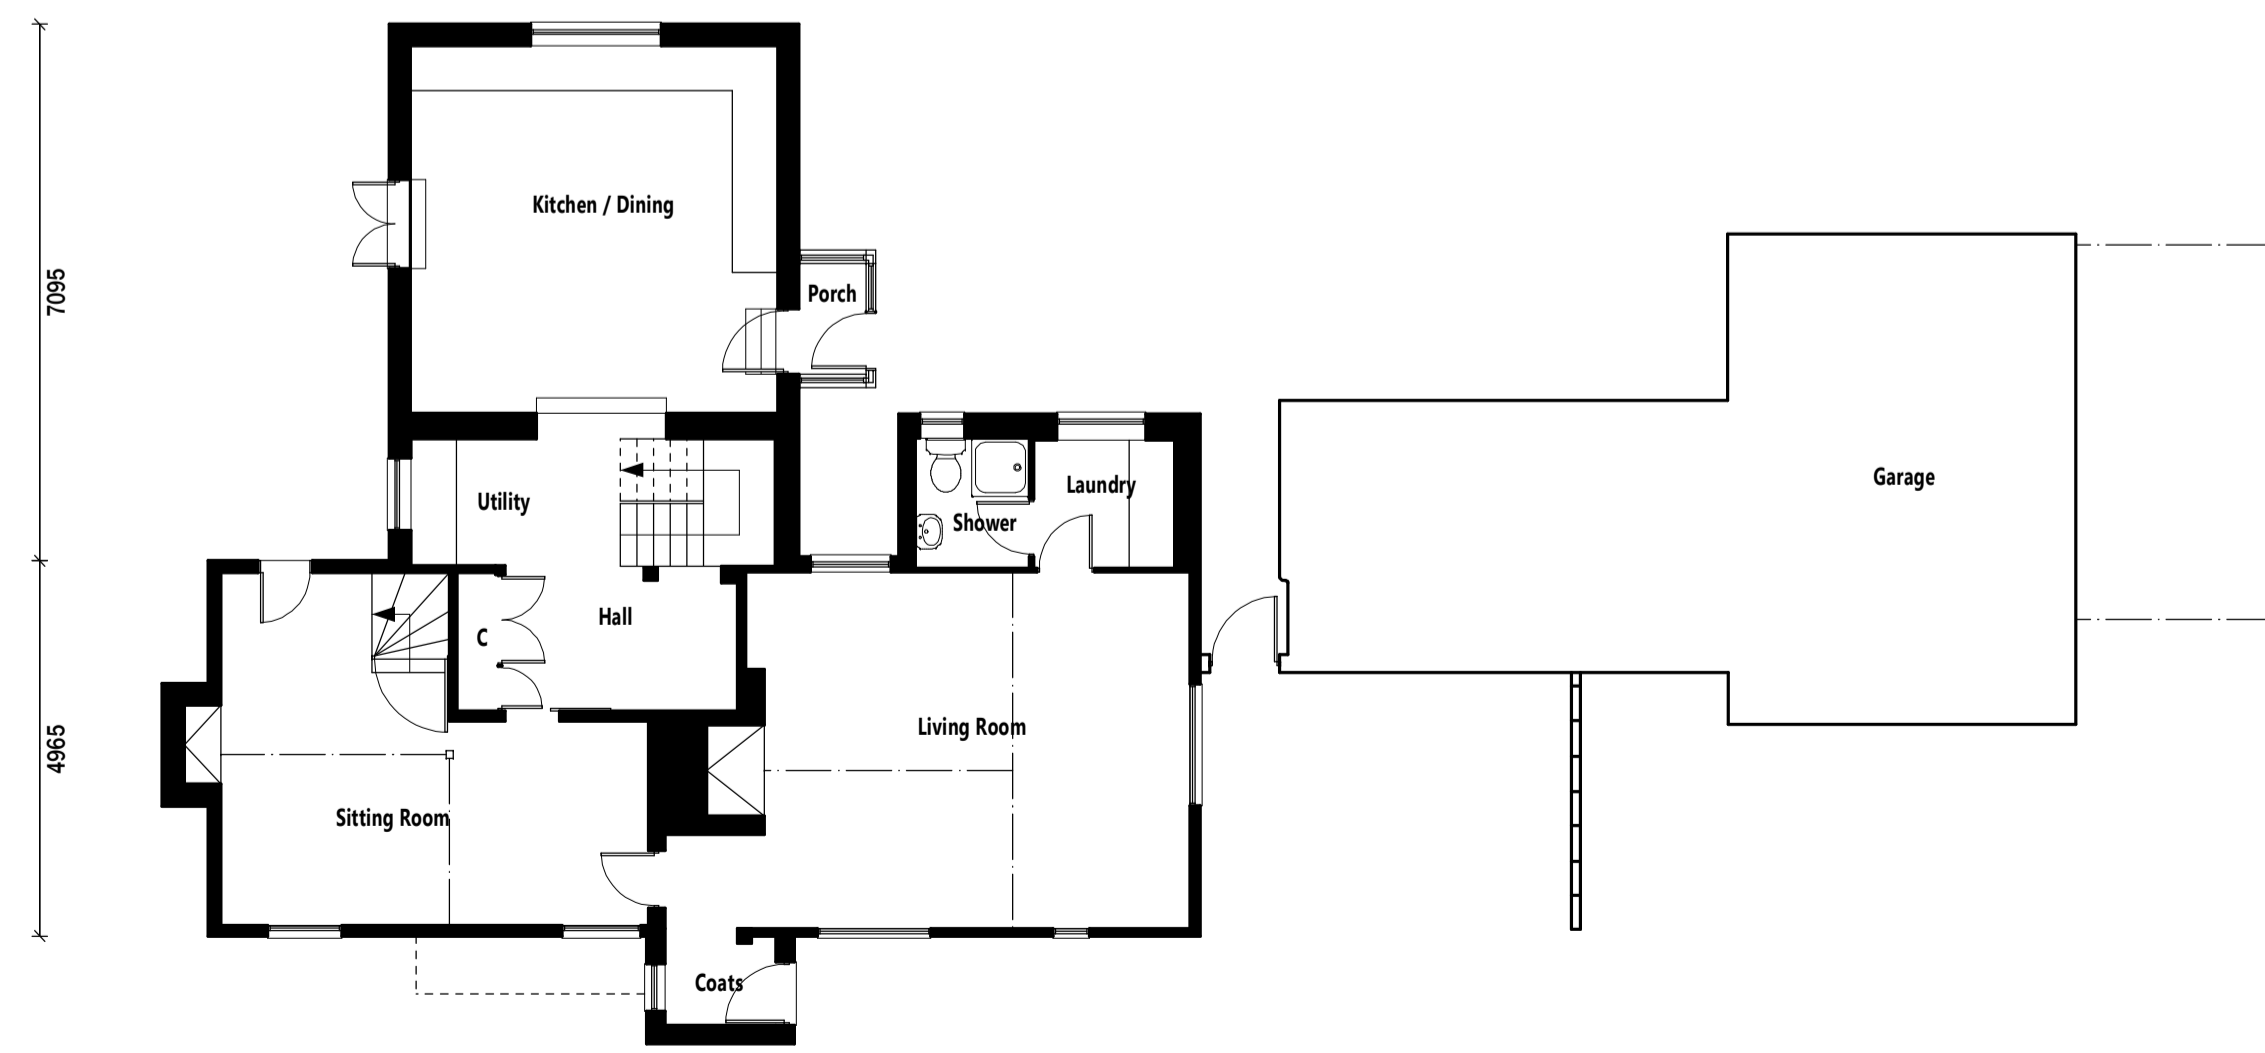 Kitchen / Dining
7095
Porch
Garage
Laundry
Utility
Shower
Hall
C
Living Room
4965
Sitting Room
Coats